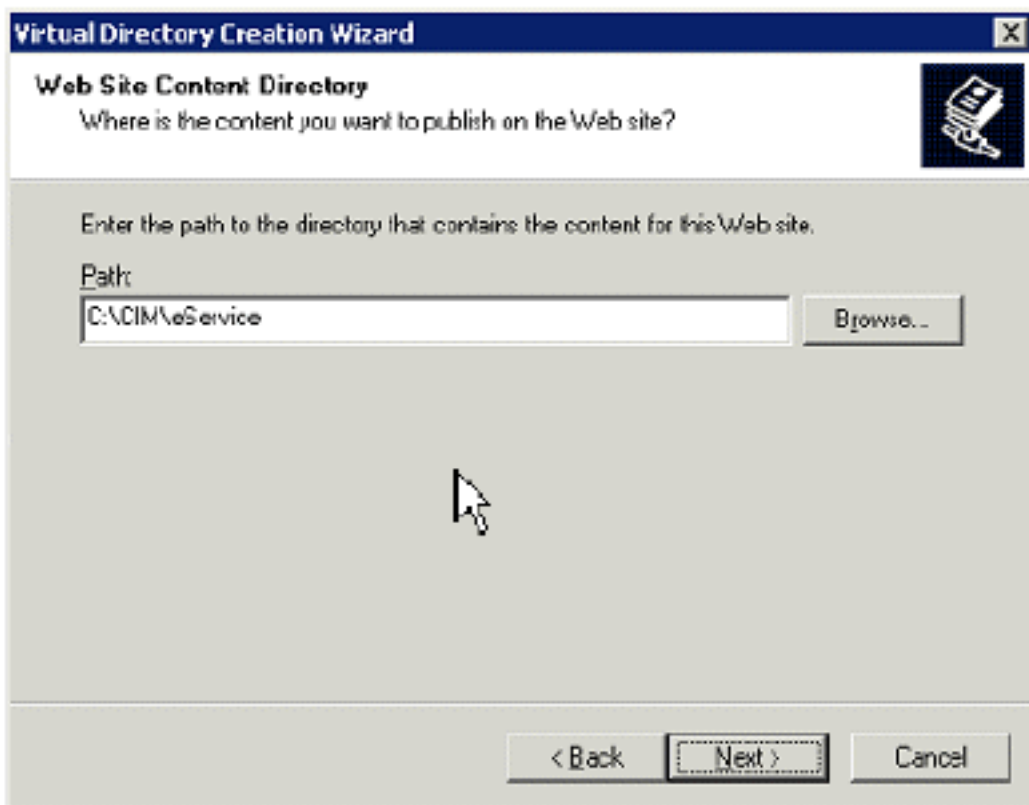 Virtual Directory Creation Wizard
Web Site Content Directory
Where is the content you want to publish on the Web site?
Enter the path to the directory that contains the content for this Web site.
Path:
C:\CIM\eService
Browse...
< Back
Next >
Cancel